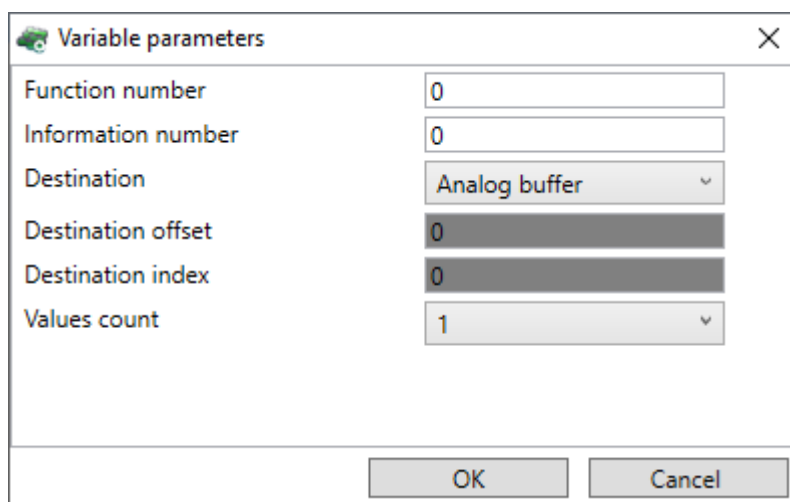 Variable parameters
Function number 0
Information number 0
Destination Analog buffer
Destination offset 0
Destination index 0
Values count 1
OK Cancel